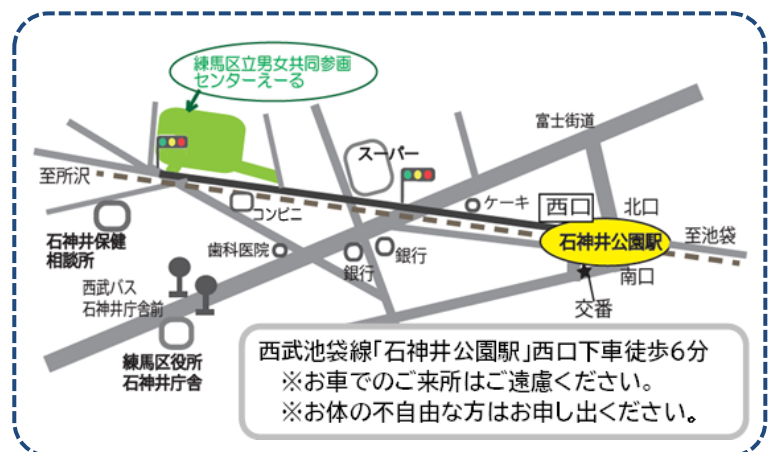 練馬区立男女共同参画
センターえーる
富士街道
スーパー
至所沢
ケーキ
西口
北口
コンビニ
石神井公園駅
至池袋
石神井保健
相談所
歯科医院
銀行
銀行
南口
西武バス
石神井庁舎前
交番
練馬区役所
石神井庁舎
西武池袋線「石神井公園駅」西口下車徒歩6分
※お車でのご来所はご遠慮ください。
※お体の不自由な方はお申し出ください。